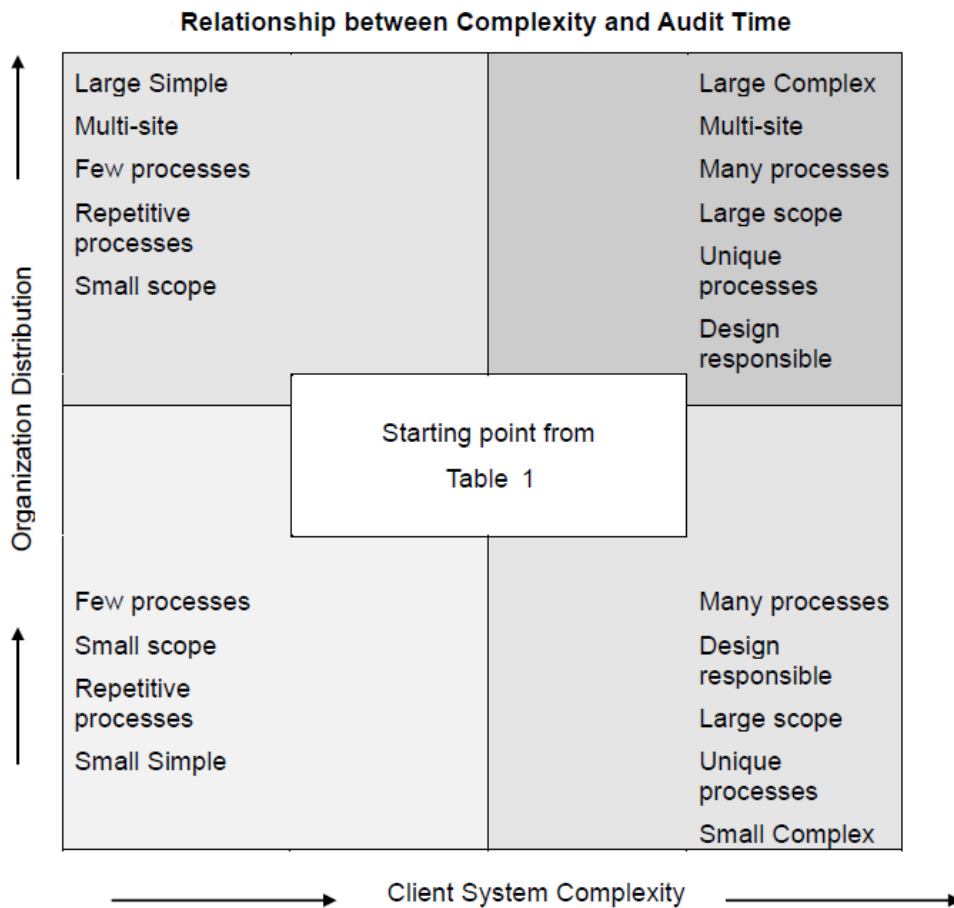 Relationship between Complexity and Audit Time
Large Simple
Multi-site
Few processes
Repetitive
processes
Small scope
Large Complex
Multi-site
Many processes
Large scope
Unique
processes
Design
responsible
Organization Distribution
Starting point from
Table 1
Few processes
Small scope
Repetitive
processes
Small Simple
Many processes
Design
responsible
Large scope
Unique
processes
Small Complex
Client System Complexity